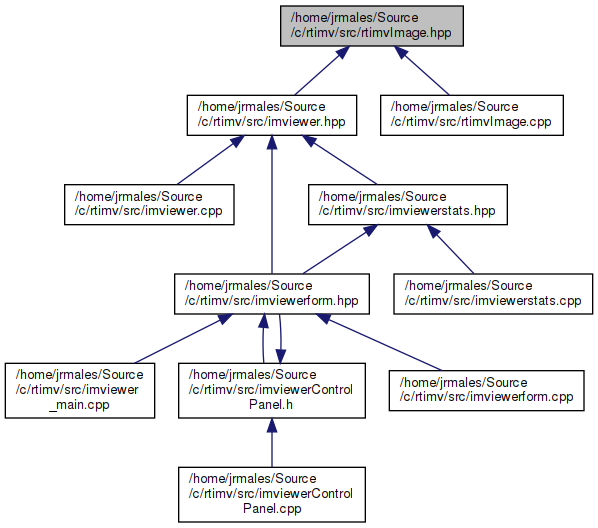 /home/jrmales/Source
/c/rtimv/src/rtimvImage.hpp
/home/jrmales/Source
/c/rtimv/src/imviewer.hpp
/home/jrmales/Source
/c/rtimv/src/rtimvImage.cpp
/home/jrmales/Source
/c/rtimv/src/imviewer.cpp
/home/jrmales/Source
/c/rtimv/src/imviewerstats.hpp
/home/jrmales/Source
/c/rtimv/src/imviewerform.hpp
/home/jrmales/Source
/c/rtimv/src/imviewerstats.cpp
/home/jrmales/Source
/c/rtimv/src/imviewer
_main.cpp
/home/jrmales/Source
/c/rtimv/src/imviewerControl
Panel.h
/home/jrmales/Source
/c/rtimv/src/imviewerform.cpp
/home/jrmales/Source
/c/rtimv/src/imviewerControl
Panel.cpp